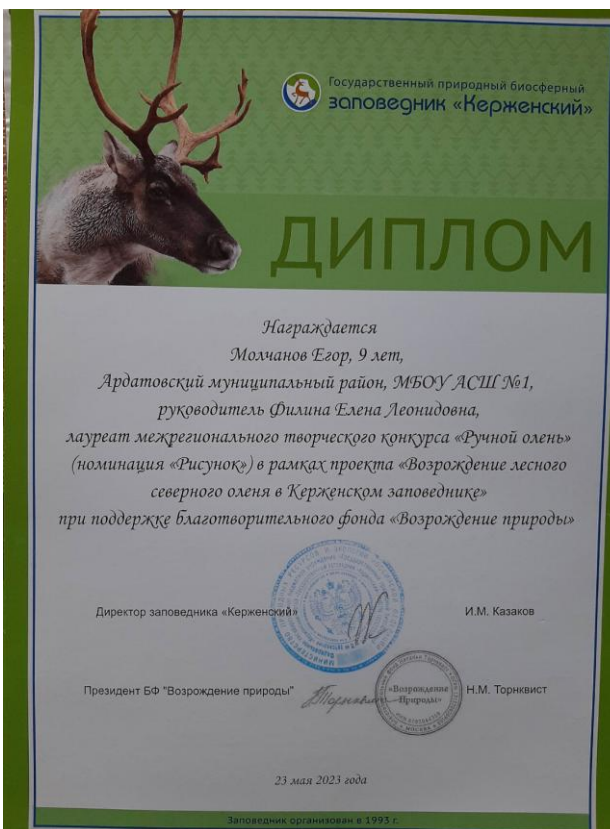 Государственный природный биосферный
заповедник «Керженский»
ДИПЛОМ
Награждается
Молчанов Егор, 9 лет,
Ардатовский муниципальный район, МБОУ АСШ №1,
руководитель Филина Елена Леонидовна,
лауреат межрегионального творческого конкурса «Ручной олень»
(номинация «Рисунок») в рамках проекта «Возрождение лесного
северного оленя в Керженском заповеднике»
при поддержке благотворительного фонда «Возрождение природы»
Директор заповедника «Керженский»
И.М. Казаков
Президент БФ "Возрождение природы"
«Возрождение
Природы»
МОСКВА
Н.М. Торнквист
23 мая 2023 года
Заповедник организован в 1993 г.